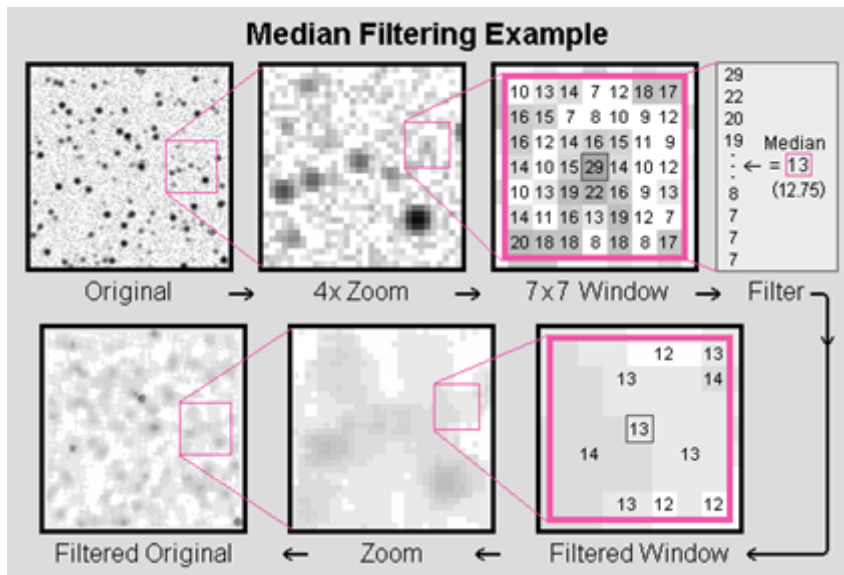 Median Filtering Example
10 13 14 7 12 18 17
16 15 7 8 10 9 12
16 12 14 16 15 11 9
14 10 15 29 14 10 12
10 13 19 22 16 9 13
14 11 16 13 19 12 7
20 18 18 8 18 8 17
29
22
20
19
-
-
-
8
7
7
7
Median
← = 13
(12.75)
Original → 4x Zoom → 7x7 Window → Filter
12 13
13 14
13
14 13
13 12 12
Filtered Original ← Zoom ← Filtered Window ←